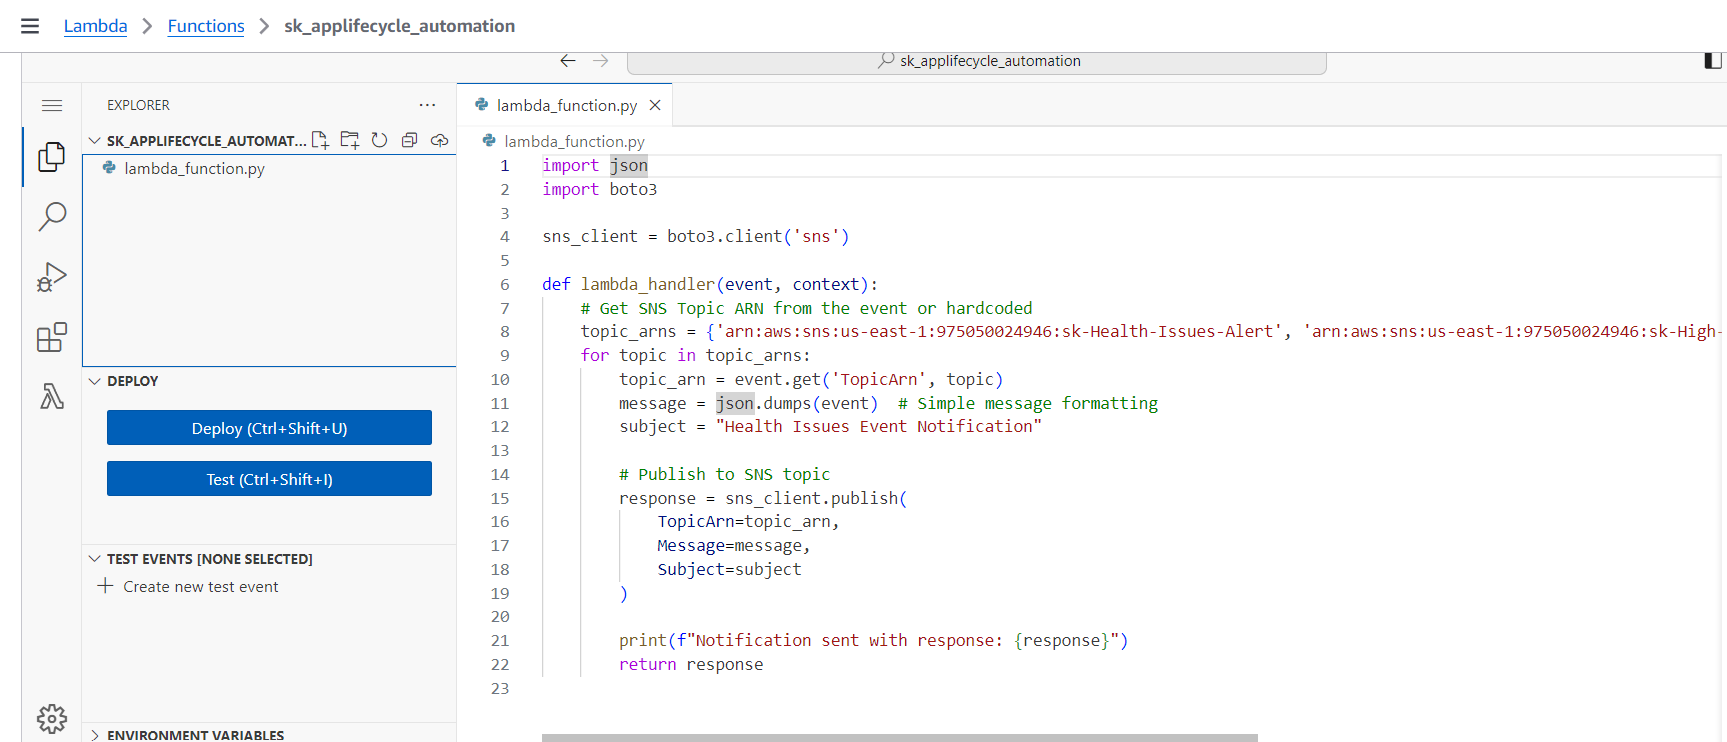 Lambda > Functions > sk_applifecycle_automation
sk_applifecycle_automation
EXPLORER
SK_APPLIFECYCLE_AUTOMAT...
lambda_function.py
DEPLOY
Deploy (Ctrl+Shift+U)
Test (Ctrl+Shift+I)
TEST EVENTS [NONE SELECTED]
Create new test event
ENVIRONMENT VARIABLES
lambda_function.py
lambda_function.py
1 import json
2 import boto3
3
4 sns_client = boto3.client('sns')
5
6 def lambda_handler(event, context):
7     # Get SNS Topic ARN from the event or hardcoded
8     topic_arns = {'arn:aws:sns:us-east-1:975050024946:sk-Health-Issues-Alert', 'arn:aws:sns:us-east-1:975050024946:sk-High-
9     for topic in topic_arns:
10         topic_arn = event.get('TopicArn', topic)
11         message = json.dumps(event)  # Simple message formatting
12         subject = "Health Issues Event Notification"
13
14         # Publish to SNS topic
15         response = sns_client.publish(
16             TopicArn=topic_arn,
17             Message=message,
18             Subject=subject
19         )
20
21         print(f"Notification sent with response: {response}")
22         return response
23